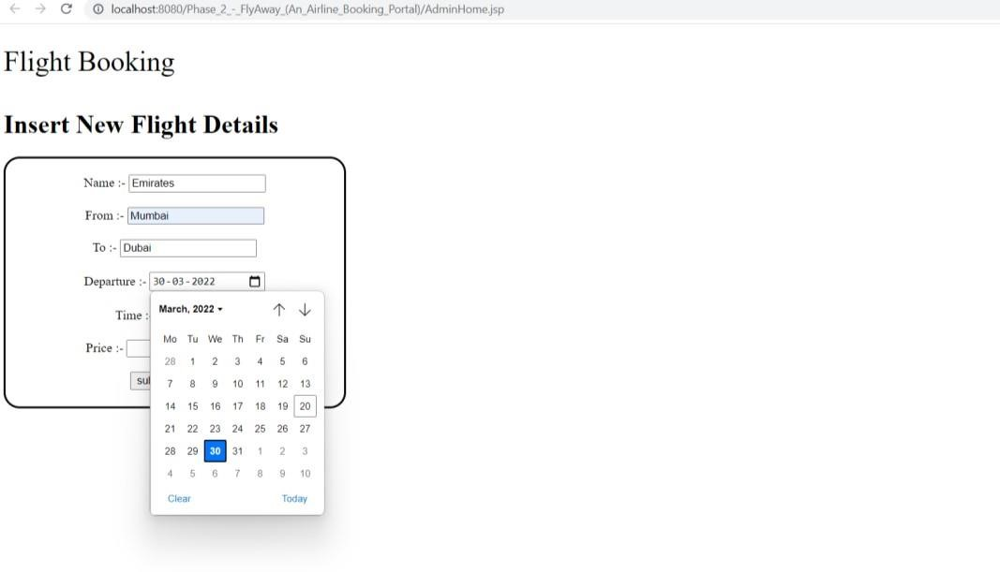 localhost:8080/Phase_2_-_FlyAway_(An_Airline_Booking_Portal)/AdminHome.jsp
Flight Booking
Insert New Flight Details
Name :- Emirates
From :- Mumbai
To :- Dubai
Departure :- 30-03-2022
Time :
Price :-
sul
March, 2022
Mo Tu We Th Fr Sa Su
28 1 2 3 4 5 6
7 8 9 10 11 12 13
14 15 16 17 18 19 20
21 22 23 24 25 26 27
28 29 30 31 1 2 3
4 5 6 7 8 9 10
Clear Today